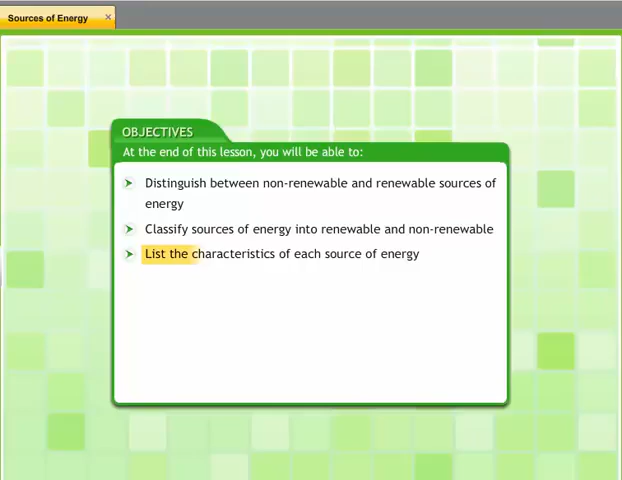 Sources of Energy
OBJECTIVES
At the end of this lesson, you will be able to:
Distinguish between non-renewable and renewable sources of
energy
Classify sources of energy into renewable and non-renewable
List the characteristics of each source of energy